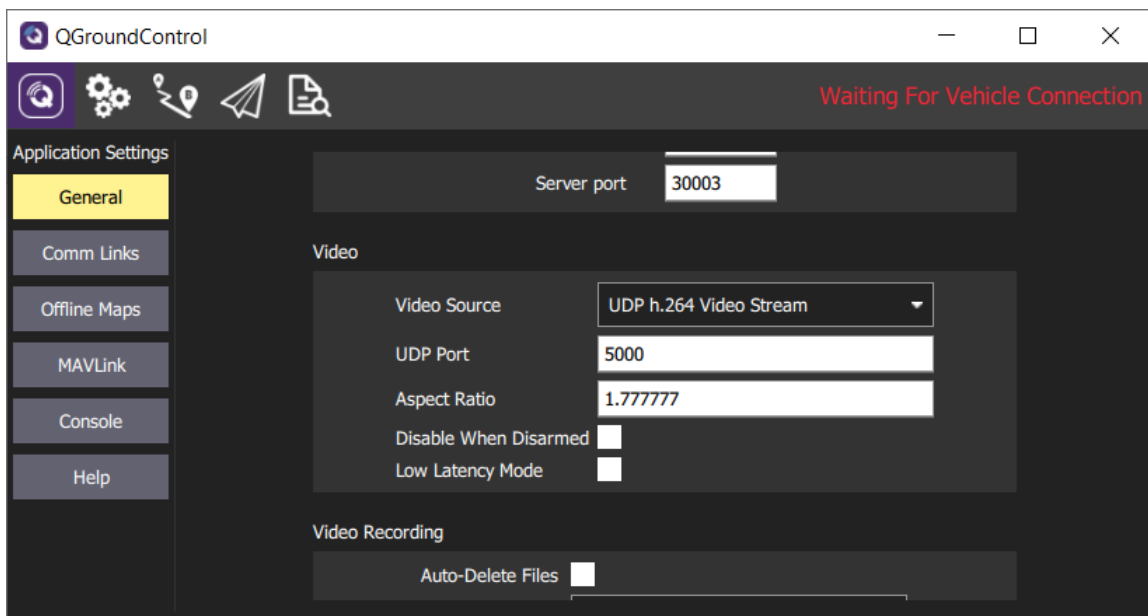 QGroundControl
Waiting For Vehicle Connection
Application Settings
General
Comm Links
Offline Maps
MAVLink
Console
Help
Server port 30003
Video
Video Source UDP h.264 Video Stream
UDP Port 5000
Aspect Ratio 1.777777
Disable When Disarmed
Low Latency Mode
Video Recording
Auto-Delete Files